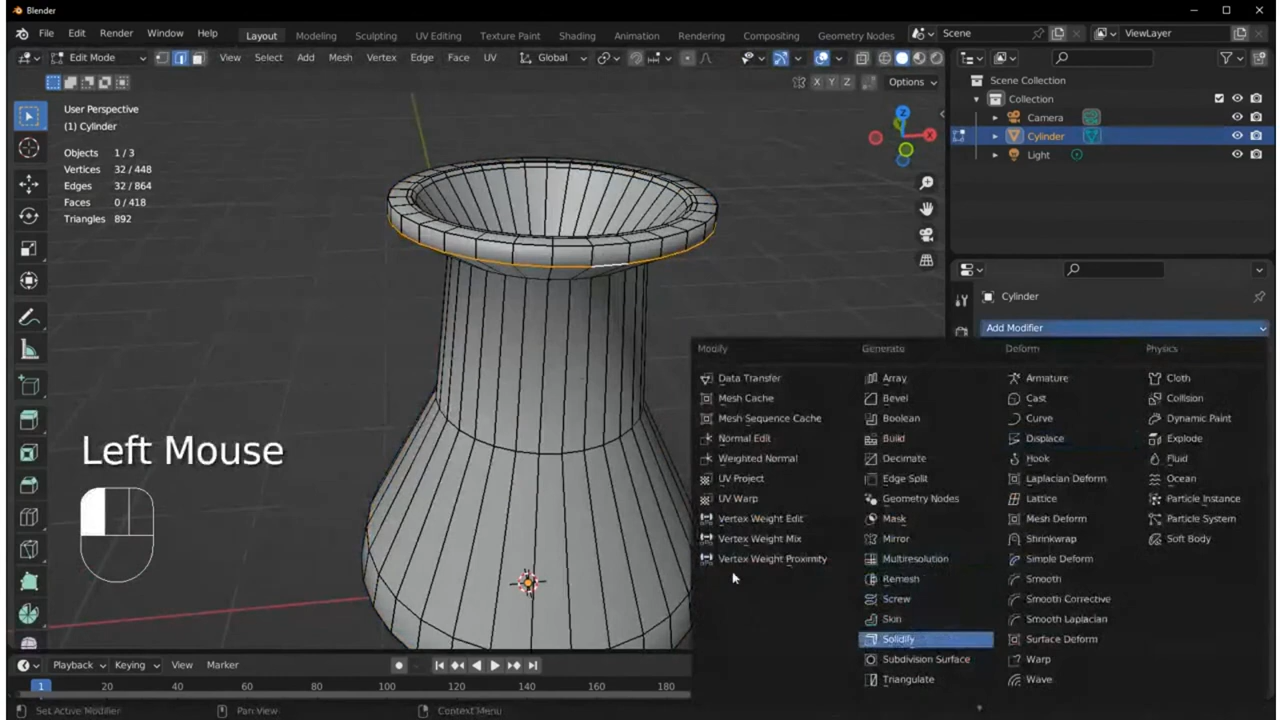 Blender
File Edit Render Window Help Layout Modeling Sculpting UV Editing Texture Paint Shading Animation Rendering Compositing Geometry Nodes Scene ViewLayer
Edit Mode View Select Add Mesh Vertex Edge Face UV Global
X Y Z Options
User Perspective
(1) Cylinder
Objects 1 / 3
Vertices 32 / 448
Edges 32 / 864
Faces 0 / 418
Triangles 892
Z
X
Y
Scene Collection
Collection
Camera
Cylinder
Light
Cylinder
Add Modifier
Modify Generate Deform Physics
Data Transfer Array Armature Cloth
Mesh Cache Bevel Cast Collision
Mesh Sequence Cache Boolean Curve Dynamic Paint
Normal Edit Build Displace Explode
Weighted Normal Decimate Hook Fluid
UV Project Edge Split Laplacian Deform Ocean
UV Warp Geometry Nodes Lattice Particle Instance
Vertex Weight Edit Mask Mesh Deform Particle System
Vertex Weight Mix Mirror Shrinkwrap Soft Body
Vertex Weight Proximity Multiresolution Simple Deform
Remesh Smooth
Screw Smooth Corrective
Skin Smooth Laplacian
Solidify Surface Deform
Subdivision Surface Warp
Triangulate Wave
Left Mouse
Playback Keying View Marker
1 20 40 60 80 100 120 140 160 180
Set Active Modifier Pan View Context Menu